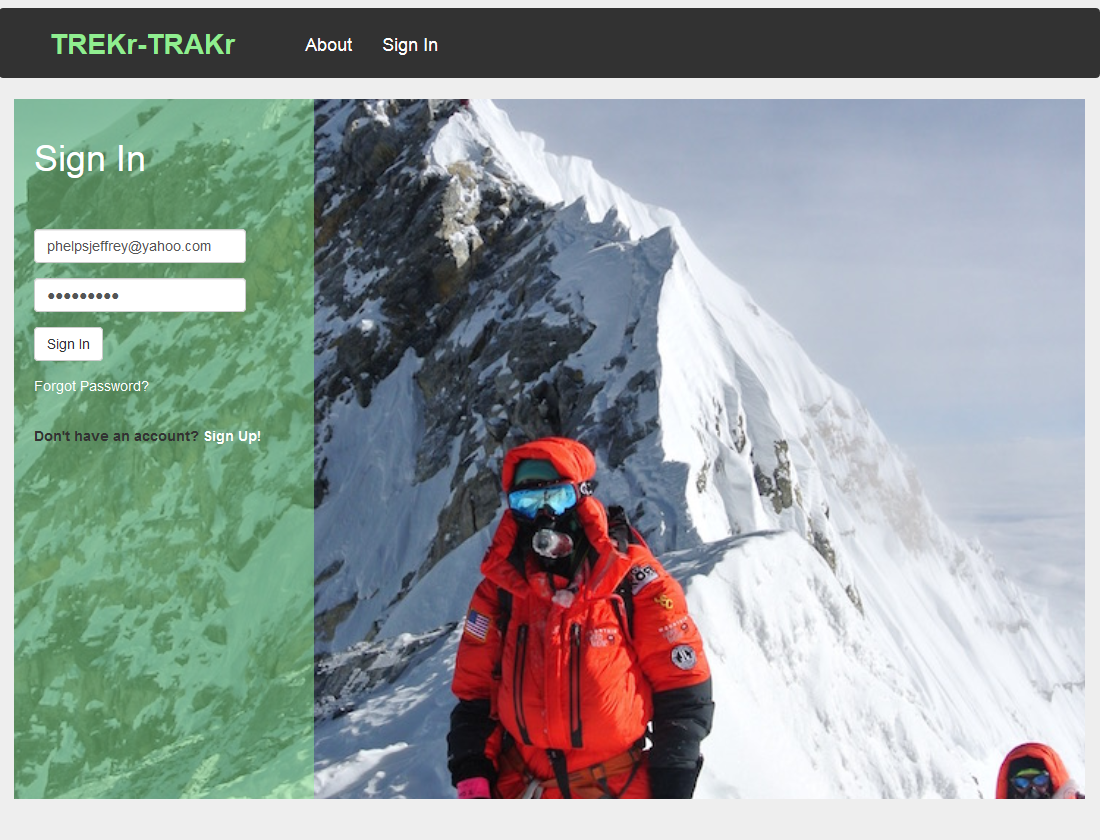 TREKr-TRAKr About Sign In
Sign In
phelpsjeffrey@yahoo.com
●●●●●●●●●
Sign In
Forgot Password?
Don't have an account? Sign Up!